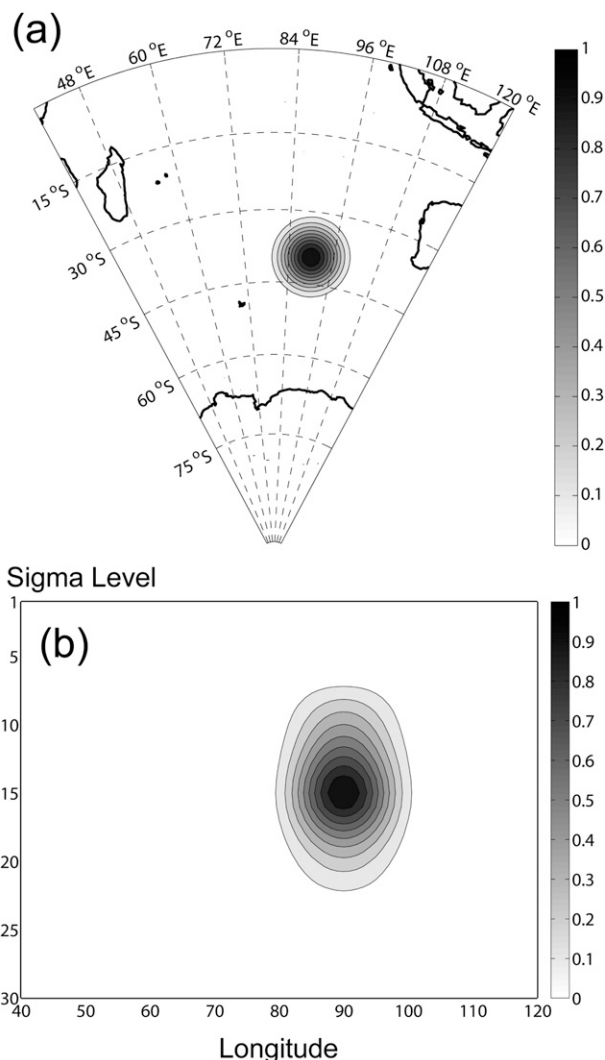 (a)
48 °E
60 °E
72 °E
84 °E
96 °E
108 °E
120 °E
15 °S
30 °S
45 °S
60 °S
75 °S
1
0.9
0.8
0.7
0.6
0.5
0.4
0.3
0.2
0.1
0
Sigma Level
(b)
1
5
10
15
20
25
30
40
50
60
70
80
90
100
110
120
Longitude
1
0.9
0.8
0.7
0.6
0.5
0.4
0.3
0.2
0.1
0